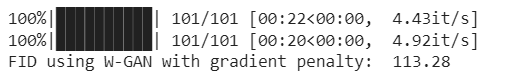 100%|██████████| 101/101 [00:22<00:00,  4.43it/s]
100%|██████████| 101/101 [00:20<00:00,  4.92it/s]
FID using W-GAN with gradient penalty:  113.28